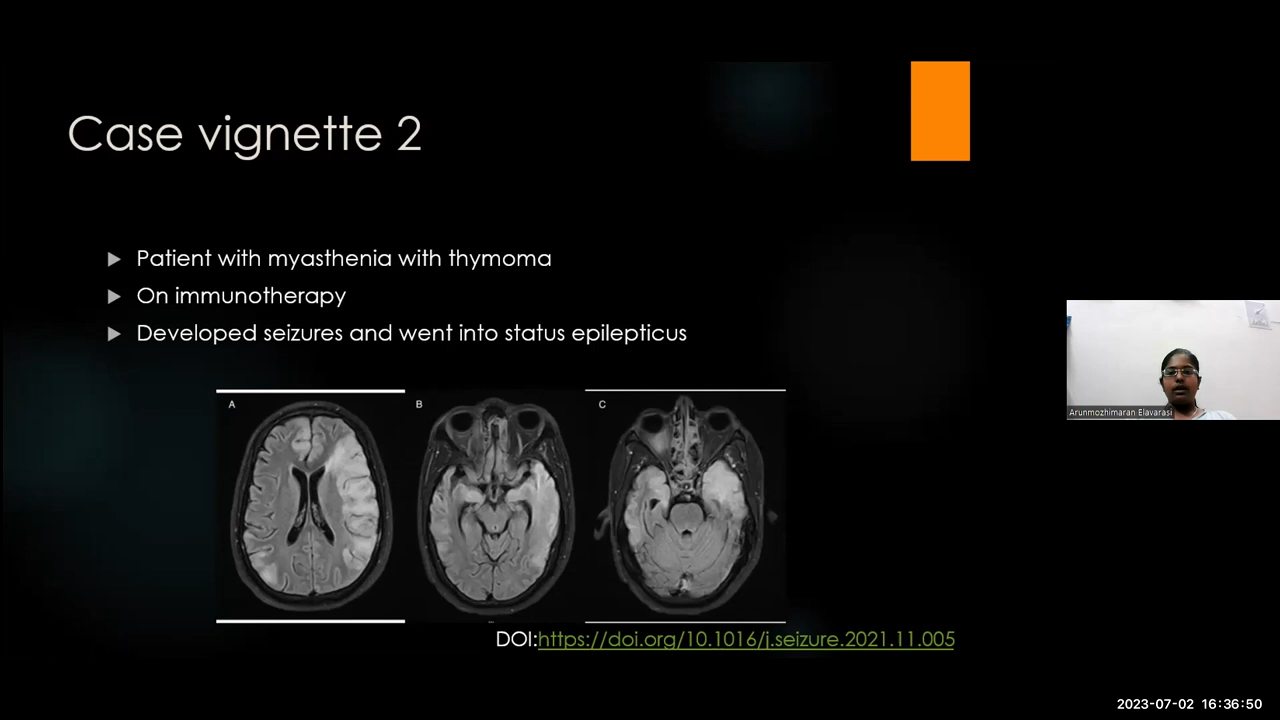 Case vignette 2
Patient with myasthenia with thymoma
On immunotherapy
Developed seizures and went into status epilepticus
A
B
C
DOI:https://doi.org/10.1016/j.seizure.2021.11.005
Arunmozhimaran Elavarasi
2023-07-02 16:36:50